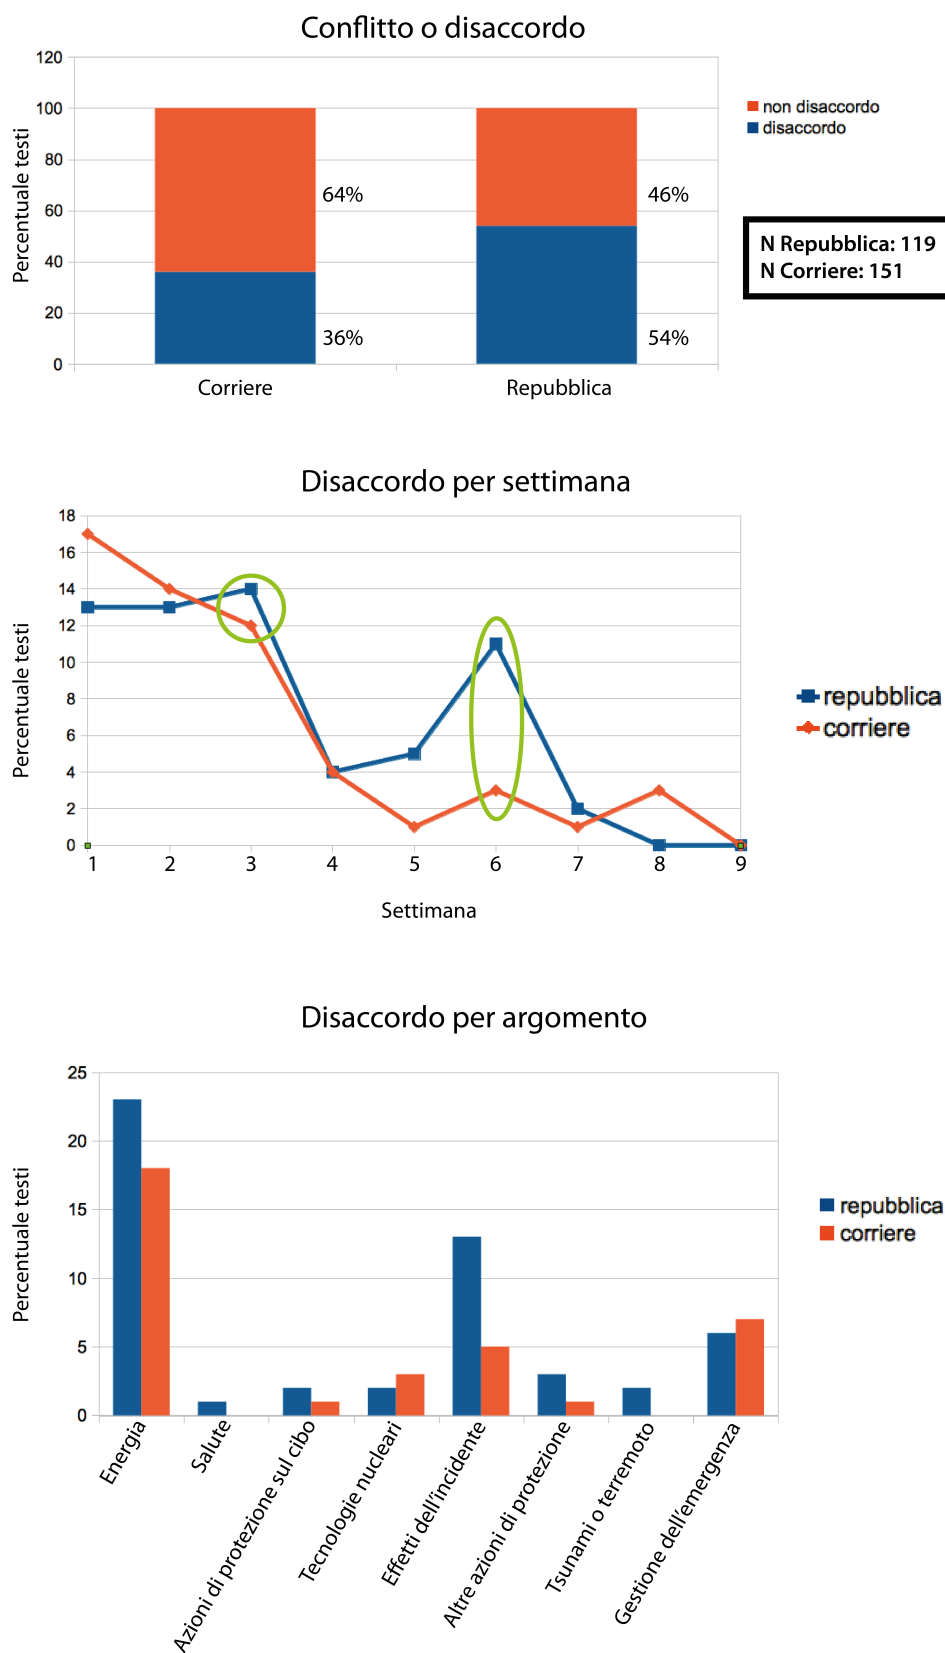 Conflitto o disaccordo
Percentuale testi
120
100
80
60
40
20
0
64%
36%
46%
54%
Corriere
Repubblica
non disaccordo
disaccordo
N Repubblica: 119
N Corriere: 151
Disaccordo per settimana
Percentuale testi
18
16
14
12
10
8
6
4
2
0
1 2 3 4 5 6 7 8 9
Settimana
repubblica
corriere
Disaccordo per argomento
Percentuale testi
25
20
15
10
5
0
Energia
Salute
Azioni di protezione sul cibo
Tecnologie nucleari
Effetti dell'incidente
Altre azioni di protezione
Tsunami o terremoto
Gestione dell'emergenza
repubblica
corriere